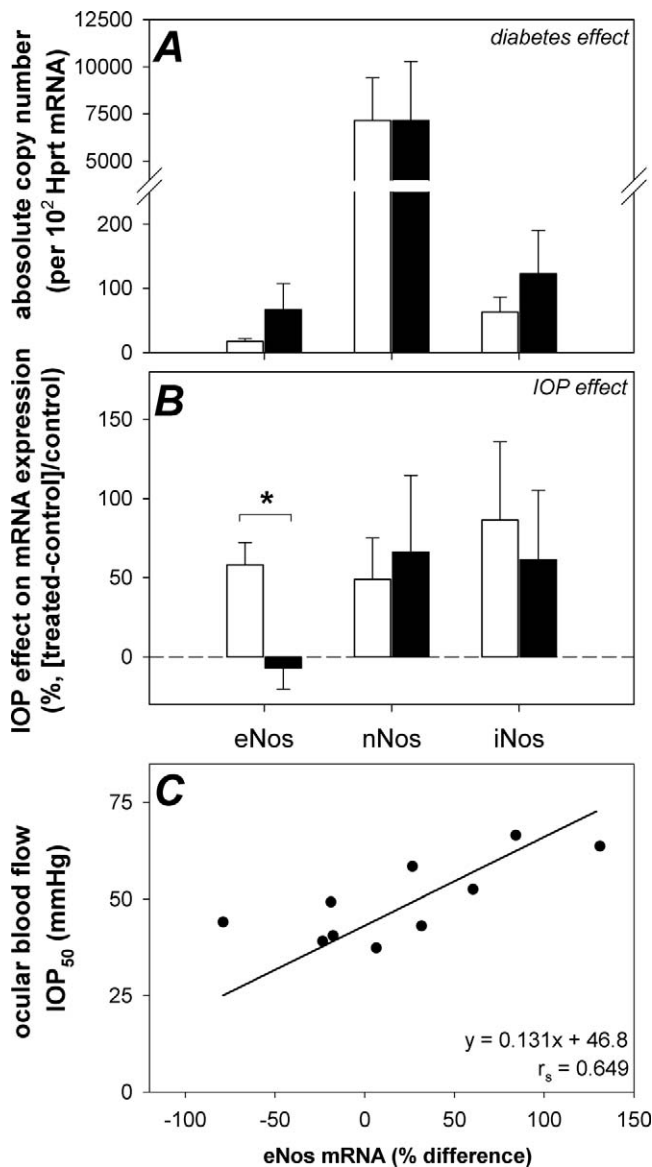 A
diabetes effect
abosolute copy number
(per 10² Hprt mRNA)
12500
10000
7500
5000
200
100
0
B
IOP effect
IOP effect on mRNA expression
(%, [treated-control]/control)
150
100
50
0
*
eNos nNos iNos
C
ocular blood flow
IOP₅₀ (mmHg)
75
50
25
0
y = 0.131x + 46.8
rₛ = 0.649
-100 -50 0 50 100 150
eNos mRNA (% difference)